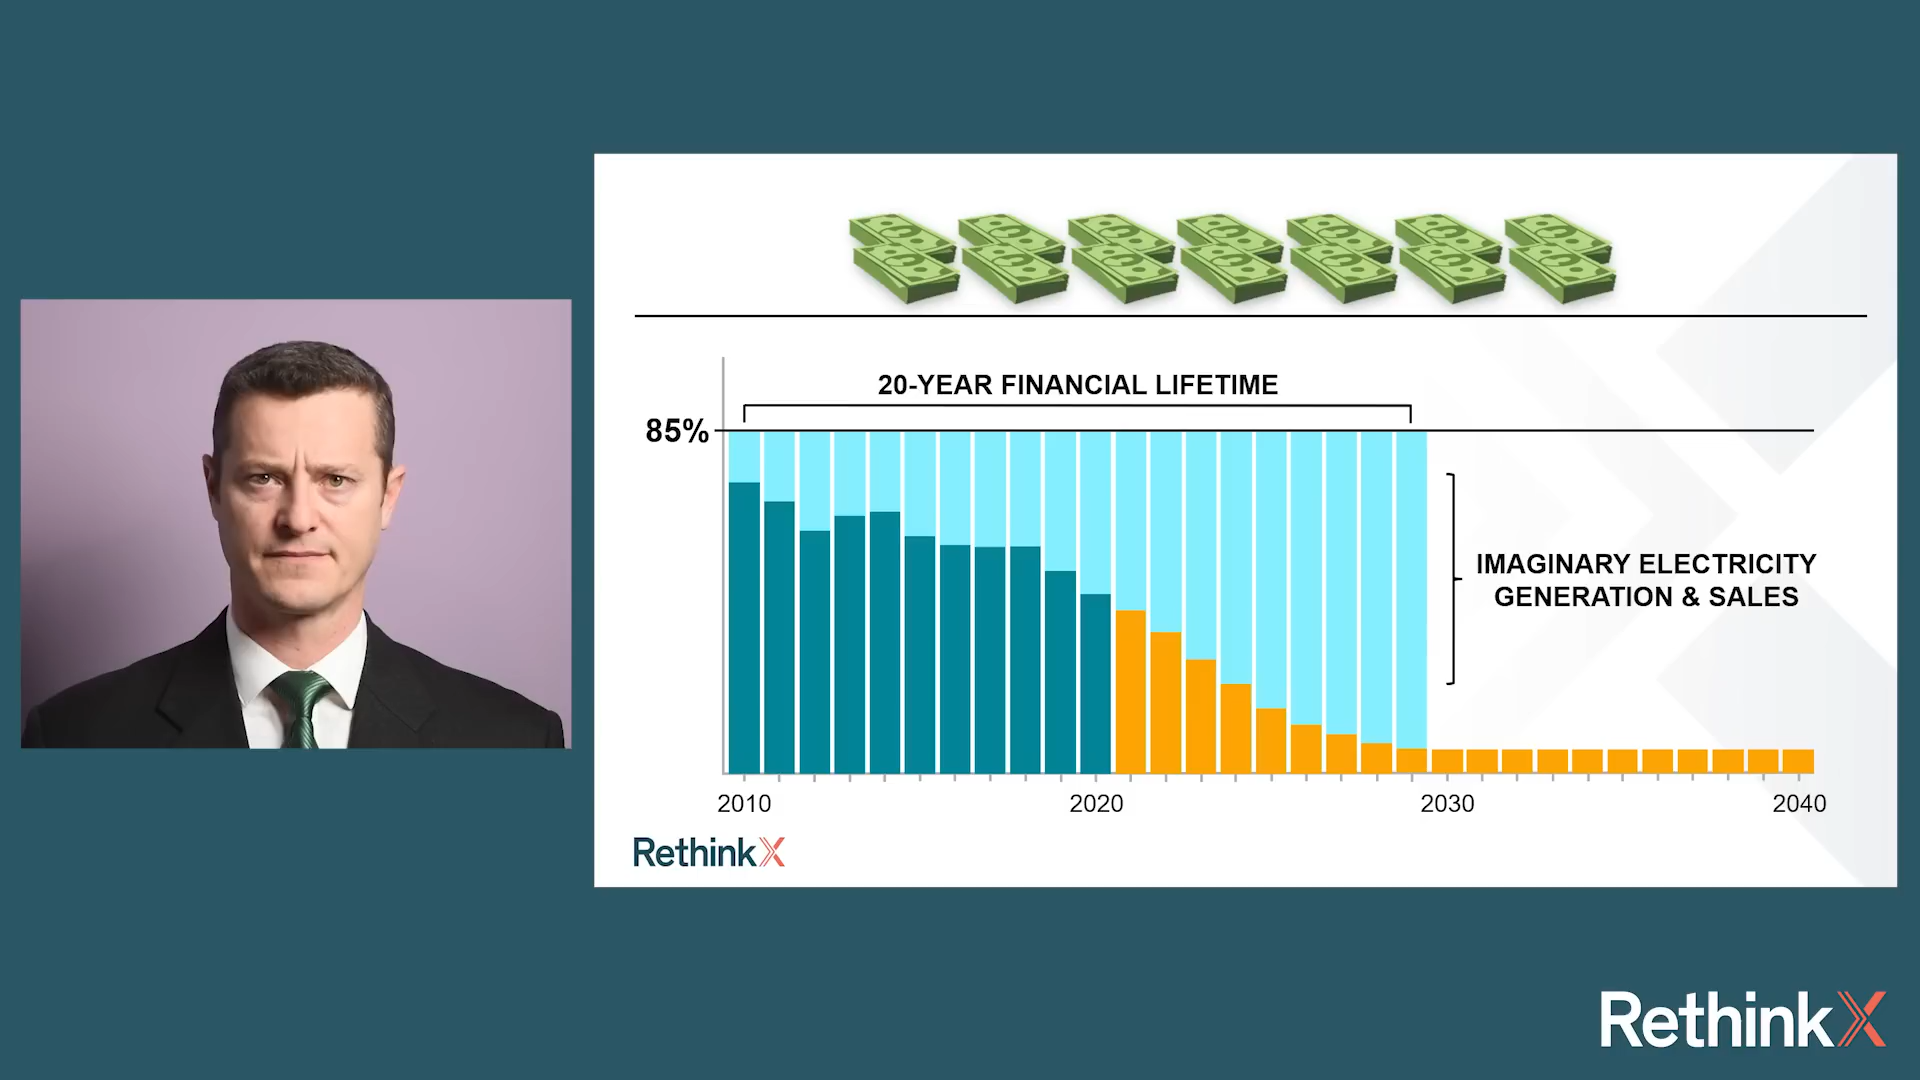 20-YEAR FINANCIAL LIFETIME
85%
IMAGINARY ELECTRICITY
GENERATION & SALES
2010 2020 2030 2040
RethinkX
RethinkX